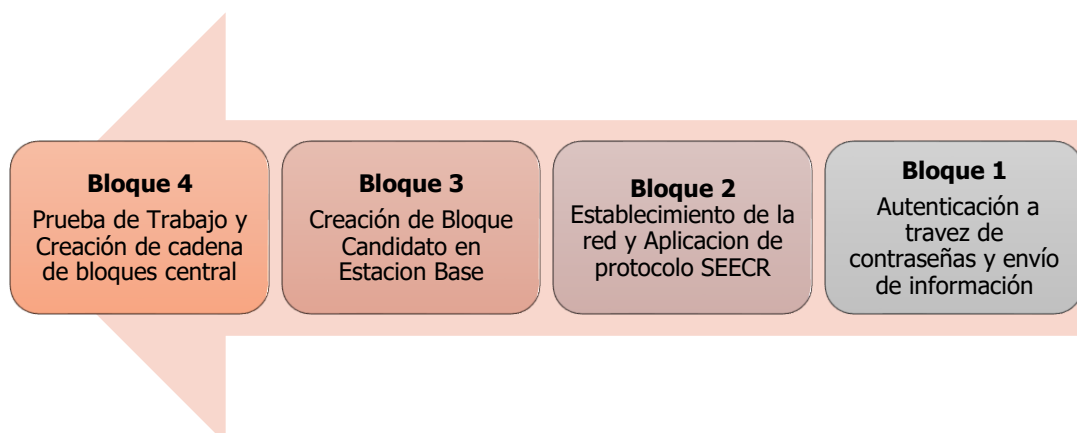 Bloque 4
Prueba de Trabajo y
Creación de cadena
de bloques central
Bloque 3
Creación de Bloque
Candidato en
Estacion Base
Bloque 2
Establecimiento de la
red y Aplicacion de
protocolo SEECR
Bloque 1
Autenticación a
travez de
contraseñas y envío
de información